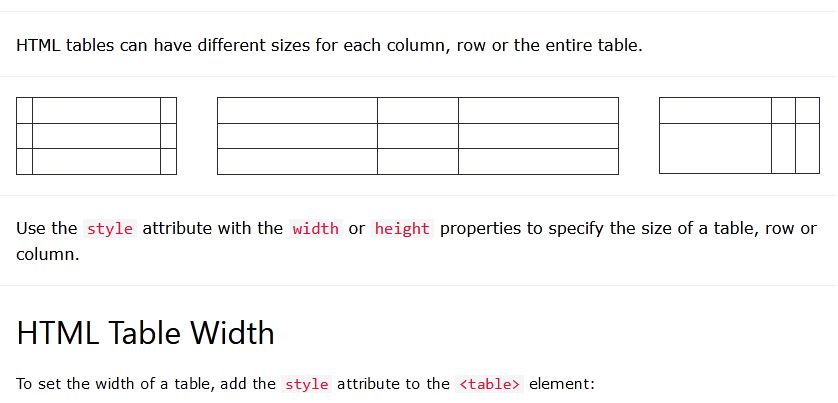 HTML tables can have different sizes for each column, row or the entire table.
Use the style attribute with the width or height properties to specify the size of a table, row or
column.
HTML Table Width
To set the width of a table, add the style attribute to the <table> element: